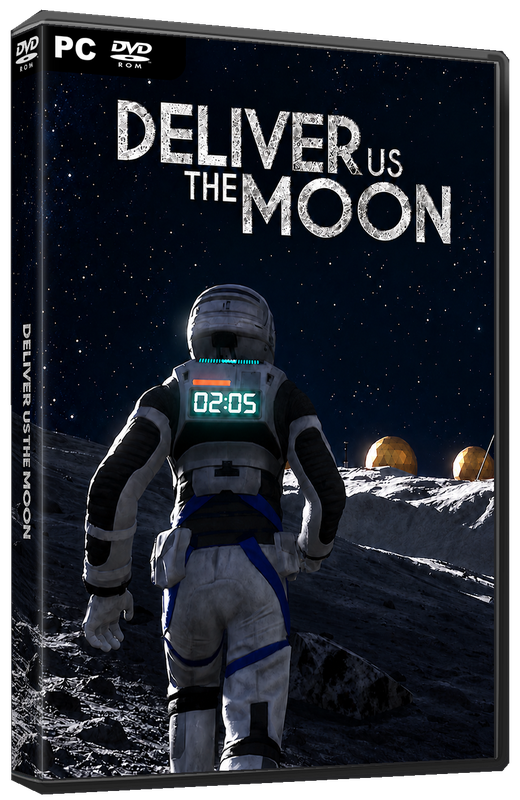 DVD
ROM
PC DVD
ROM
DELIVER US
THE MOON
DELIVER US THE MOON
02:05